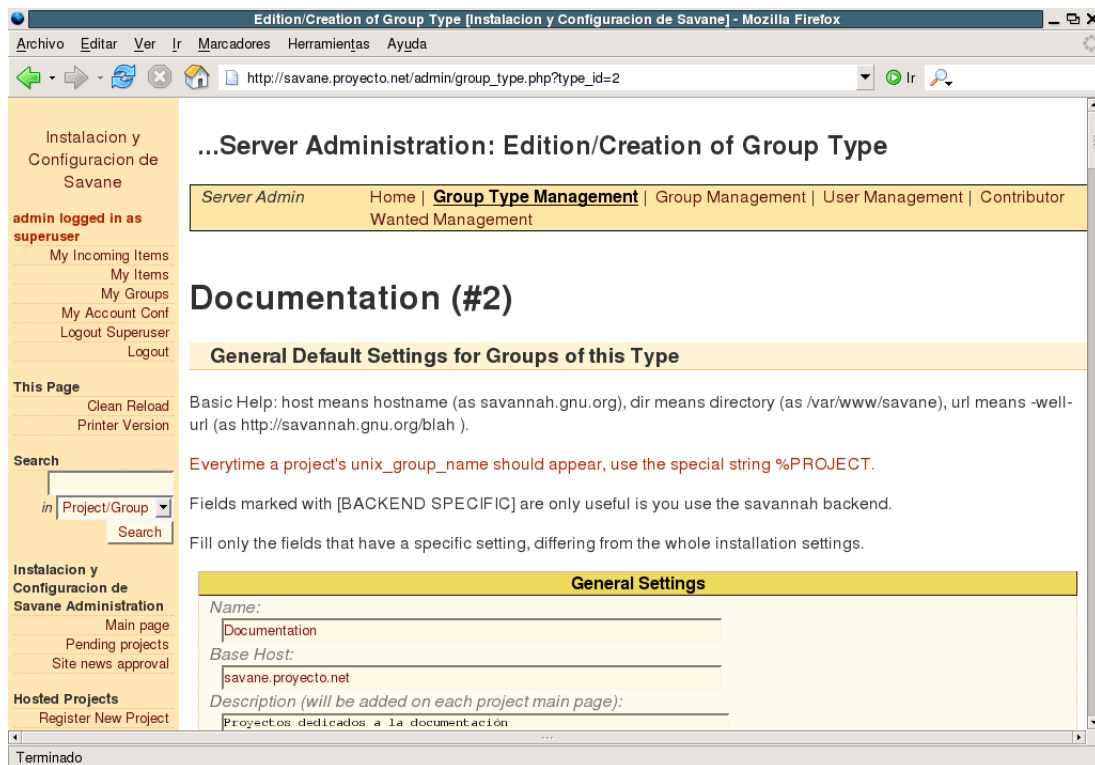 Edition/Creation of Group Type [Instalacion y Configuracion de Savane] - Mozilla Firefox
Archivo Editar Ver Ir Marcadores Herramientas Ayuda
http://savane.proyecto.net/admin/group_type.php?type_id=2
Ir
Instalacion y
Configuracion de
Savane
admin logged in as
superuser
My Incoming Items
My Items
My Groups
My Account Conf
Logout Superuser
Logout
This Page
Clean Reload
Printer Version
Search
in Project/Group
Search
Instalacion y
Configuracion de
Savane Administration
Main page
Pending projects
Site news approval
Hosted Projects
Register New Project
...Server Administration: Edition/Creation of Group Type
Server Admin Home | Group Type Management | Group Management | User Management | Contributor
Wanted Management
Documentation (#2)
General Default Settings for Groups of this Type
Basic Help: host means hostname (as savannah.gnu.org), dir means directory (as /var/www/savane), url means -well-
url (as http://savannah.gnu.org/blah ).
Everytime a project's unix_group_name should appear, use the special string %PROJECT.
Fields marked with [BACKEND SPECIFIC] are only useful is you use the savannah backend.
Fill only the fields that have a specific setting, differing from the whole installation settings.
General Settings
Name:
Documentation
Base Host:
savane.proyecto.net
Description (will be added on each project main page):
Proyectos dedicados a la documentación
Terminado